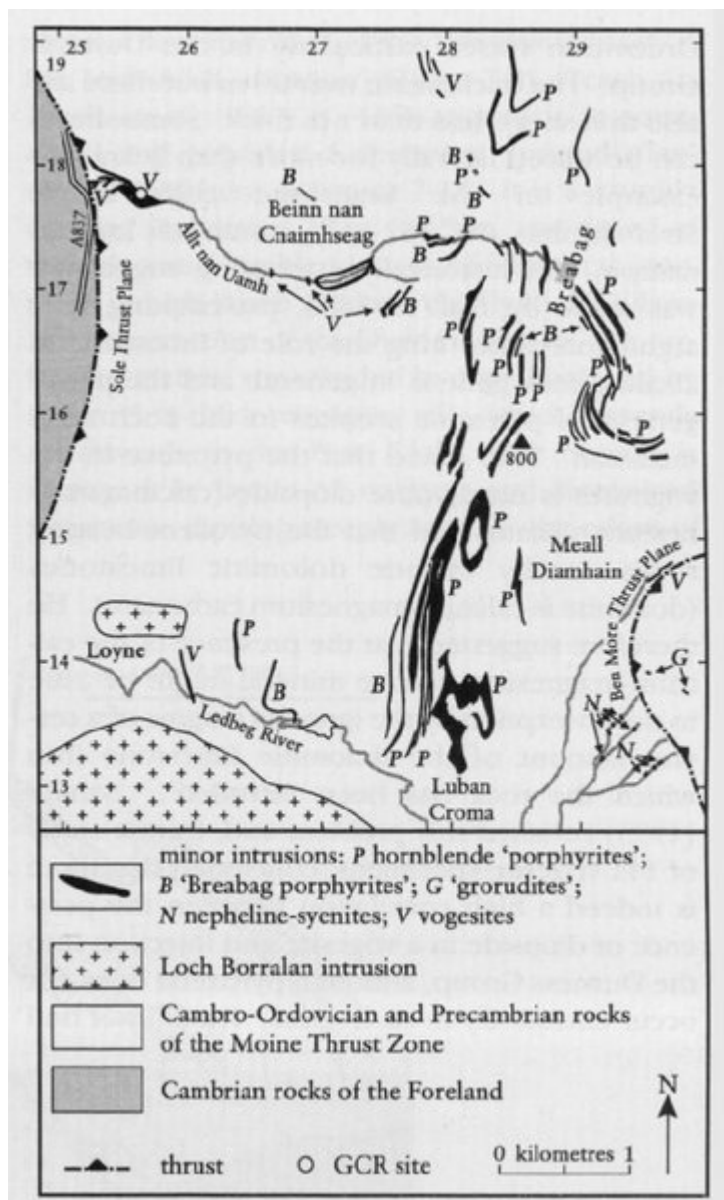 19
25
26
27
28
29
V
P
P
B
P
18
V
B
P
B
Beinn nan
Cnaimhseag
P
P
B
Breabag
A837
Allt nan Uamh
17
V
B
P
P
P
B
P
P
P
Sole Thrust Plane
16
P
P
P
800
15
P
Meall
Diamhain
P
P
Ben More Thrust Plane
V
P
Loyne
14
V
B
B
P
G
N
Ledbeg River
N
P P
13
Luban
Croma
minor intrusions: P hornblende 'porphyrites';
B 'Breabag porphyrites'; G 'grorudites';
N nepheline-syenites; V vogesites
Loch Borralan intrusion
Cambro-Ordovician and Precambrian rocks
of the Moine Thrust Zone
Cambrian rocks of the Foreland
N
thrust
GCR site
0 kilometres 1